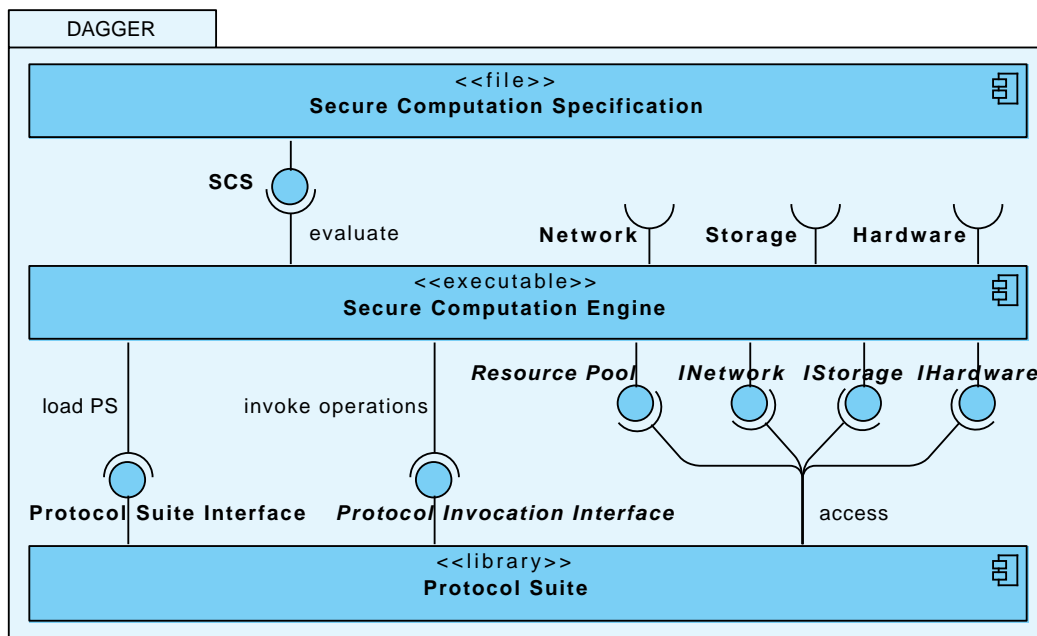 DAGGER
<<file>>
Secure Computation Specification
SCS
evaluate
Network
Storage
Hardware
<<executable>>
Secure Computation Engine
Resource Pool
INetwork
IStorage
IHardware
load PS
invoke operations
Protocol Suite Interface
Protocol Invocation Interface
access
<<library>>
Protocol Suite